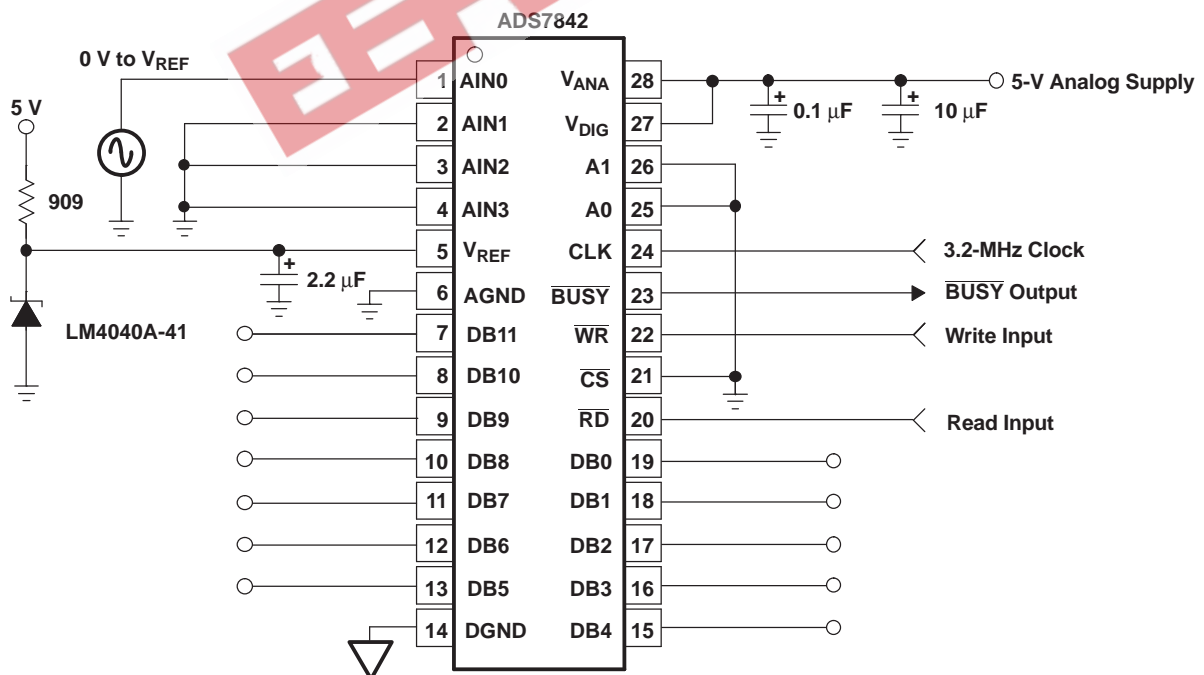 ADS7842
0 V to VREF
5 V
909
LM4040A-41
2.2 μF
1 AIN0
2 AIN1
3 AIN2
4 AIN3
5 VREF
6 AGND
7 DB11
8 DB10
9 DB9
10 DB8
11 DB7
12 DB6
13 DB5
14 DGND
VANA 28
VDIG 27
A1 26
A0 25
CLK 24
BUSY 23
WR 22
CS 21
RD 20
DB0 19
DB1 18
DB2 17
DB3 16
DB4 15
+
0.1 μF
+
10 μF
+
5-V Analog Supply
3.2-MHz Clock
BUSY Output
Write Input
Read Input